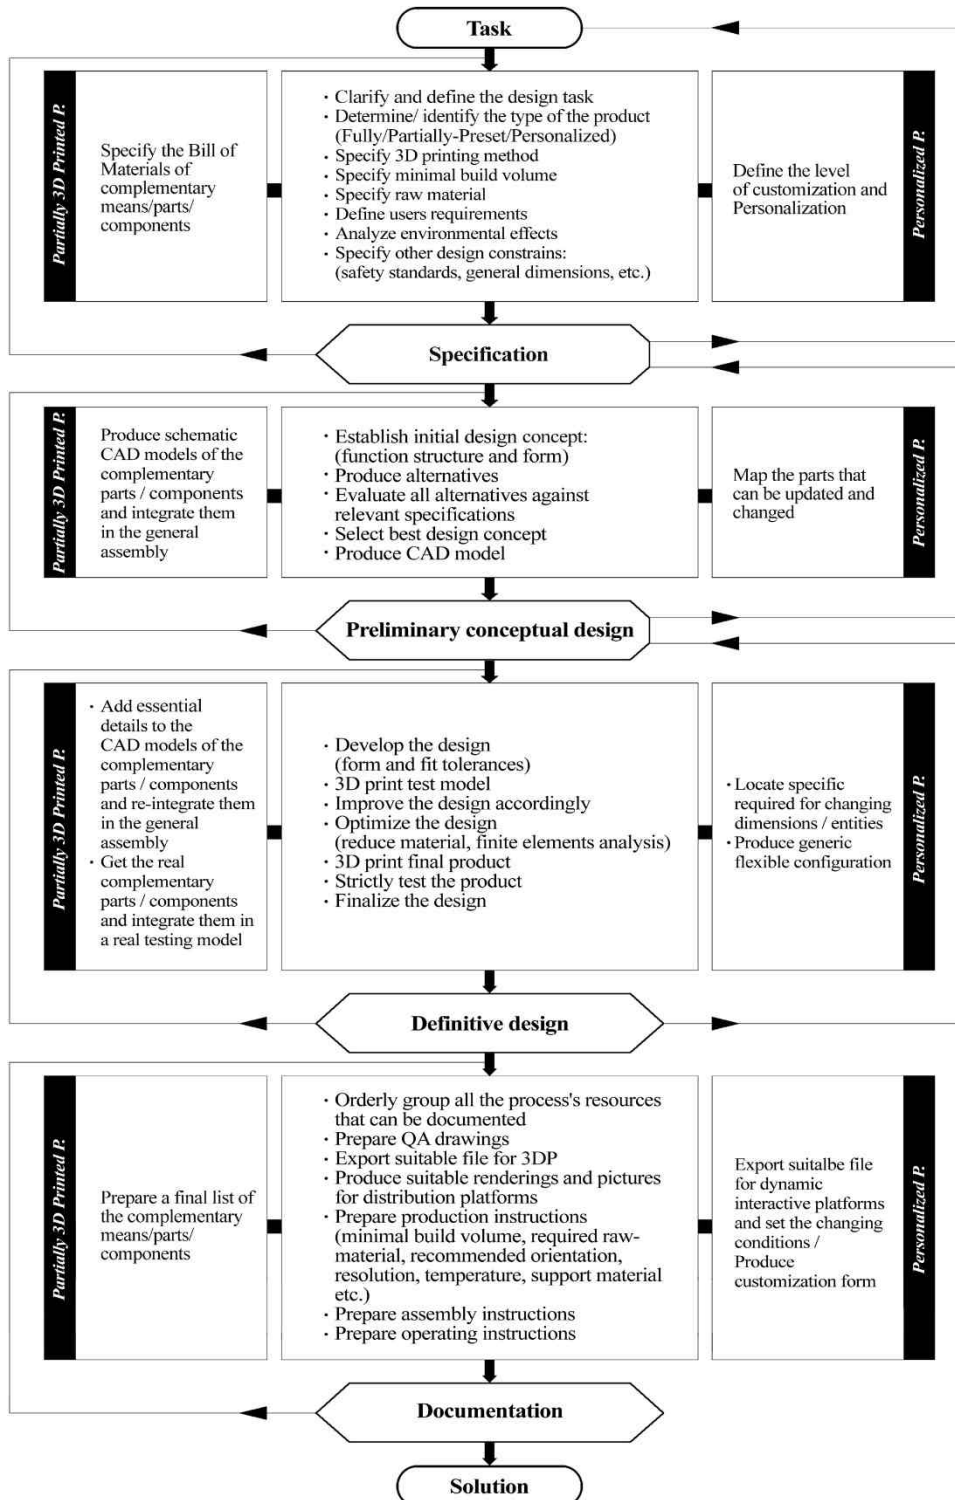 Task
Partially 3D Printed P.
Specify the Bill of
Materials of
complementary
means/parts/
components
· Clarify and define the design task
· Determine/ identify the type of the product
(Fully/Partially-Preset/Personalized)
· Specify 3D printing method
· Specify minimal build volume
· Specify raw material
· Define users requirements
· Analyze environmental effects
· Specify other design constrains:
(safety standards, general dimensions, etc.)
Define the level
of customization and
Personalization
Personalized P.
Specification
Partially 3D Printed P.
Produce schematic
CAD models of the
complementary
parts / components
and integrate them
in the general
assembly
· Establish initial design concept:
(function structure and form)
· Produce alternatives
· Evaluate all alternatives against
relevant specifications
· Select best design concept
· Produce CAD model
Map the parts that
can be updated and
changed
Personalized P.
Preliminary conceptual design
Partially 3D Printed P.
· Add essential
details to the
CAD models of the
complementary
parts / components
and re-integrate them
in the general
assembly
· Get the real
complementary
parts / components
and integrate them in
a real testing model
· Develop the design
(form and fit tolerances)
· 3D print test model
· Improve the design accordingly
· Optimize the design
(reduce material, finite elements analysis)
· 3D print final product
· Strictly test the product
· Finalize the design
· Locate specific
required for changing
dimensions / entities
· Produce generic
flexible configuration
Personalized P.
Definitive design
Partially 3D Printed P.
Prepare a final list of
the complementary
means/parts/
components
· Orderly group all the process's resources
that can be documented
· Prepare QA drawings
· Export suitable file for 3DP
· Produce suitable renderings and pictures
for distribution platforms
· Prepare production instructions
(minimal build volume, required raw-
material, recommended orientation,
resolution, temperature, support material
etc.)
· Prepare assembly instructions
· Prepare operating instructions
Export suitalbe file
for dynamic
interactive platforms
and set the changing
conditions /
Produce
customization form
Personalized P.
Documentation
Solution